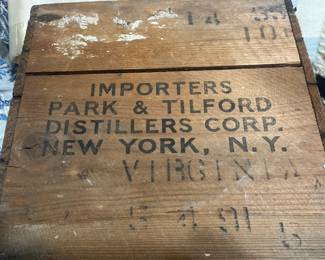 IMPORTERS
PARK & TILFORD
DISTILLERS CORP.
NEW YORK, N.Y.
VIRGINIA